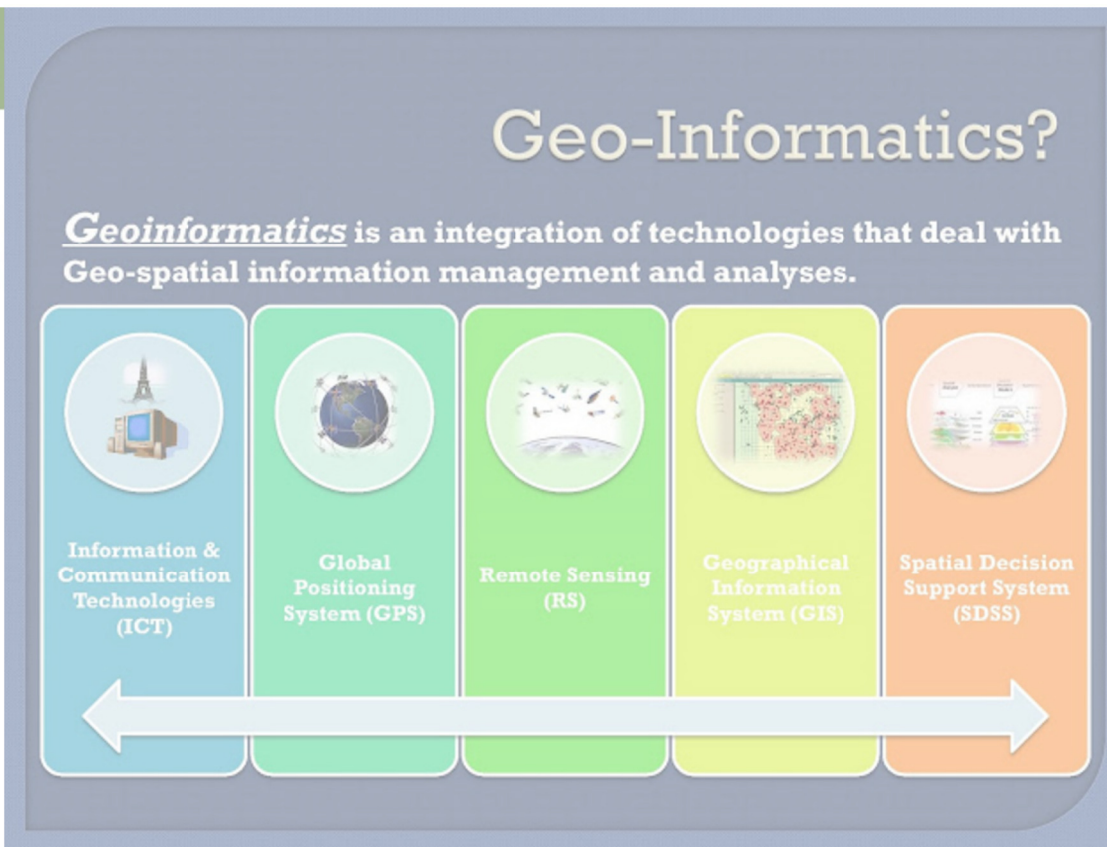 Geo-Informatics?
Geoinformatics is an integration of technologies that deal with
Geo-spatial information management and analyses.
Information &
Communication
Technologies
(ICT)
Global
Positioning
System (GPS)
Remote Sensing
(RS)
Geographical
Information
System (GIS)
Spatial Decision
Support System
(SDSS)